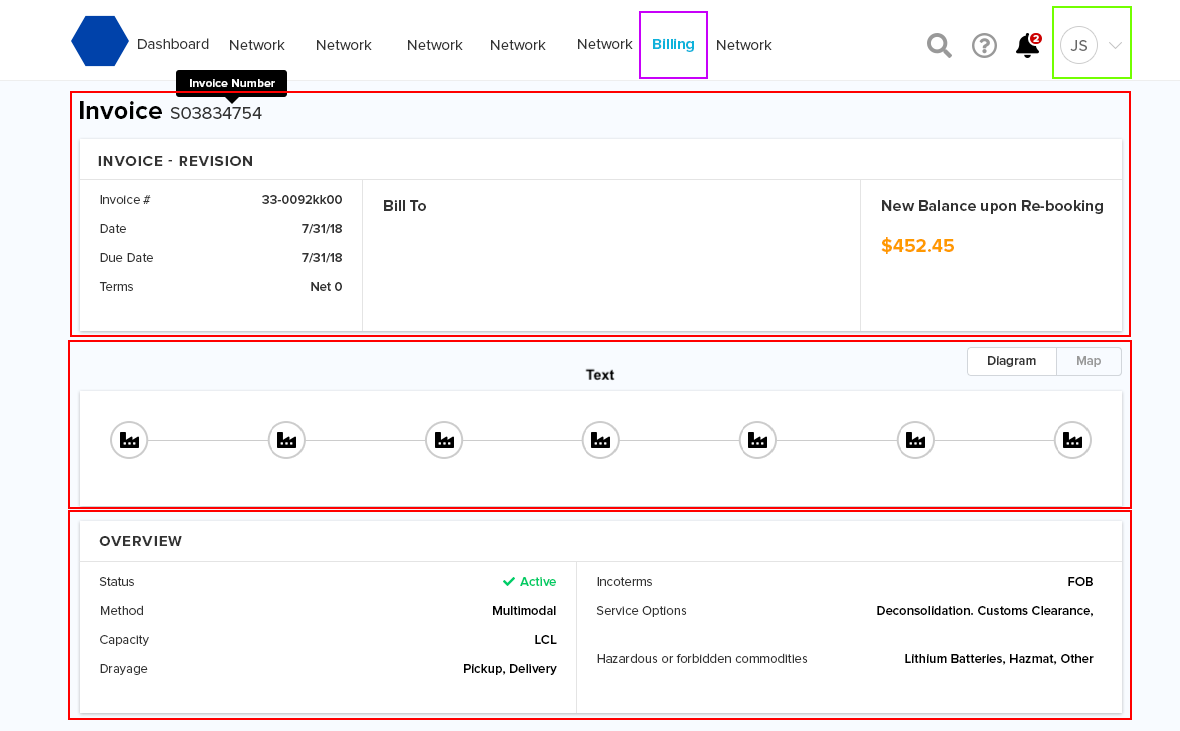 Dashboard Network Network Network Network Network Billing Network 2 JS
Invoice Number
Invoice S03834754
INVOICE - REVISION
Invoice # 33-0092kk00
Date 7/31/18
Due Date 7/31/18
Terms Net 0
Bill To
New Balance upon Re-booking
$452.45
Diagram Map
Text
OVERVIEW
Status Active
Method Multimodal
Capacity LCL
Drayage Pickup, Delivery
Incoterms FOB
Service Options Deconsolidation. Customs Clearance,
Hazardous or forbidden commodities Lithium Batteries, Hazmat, Other